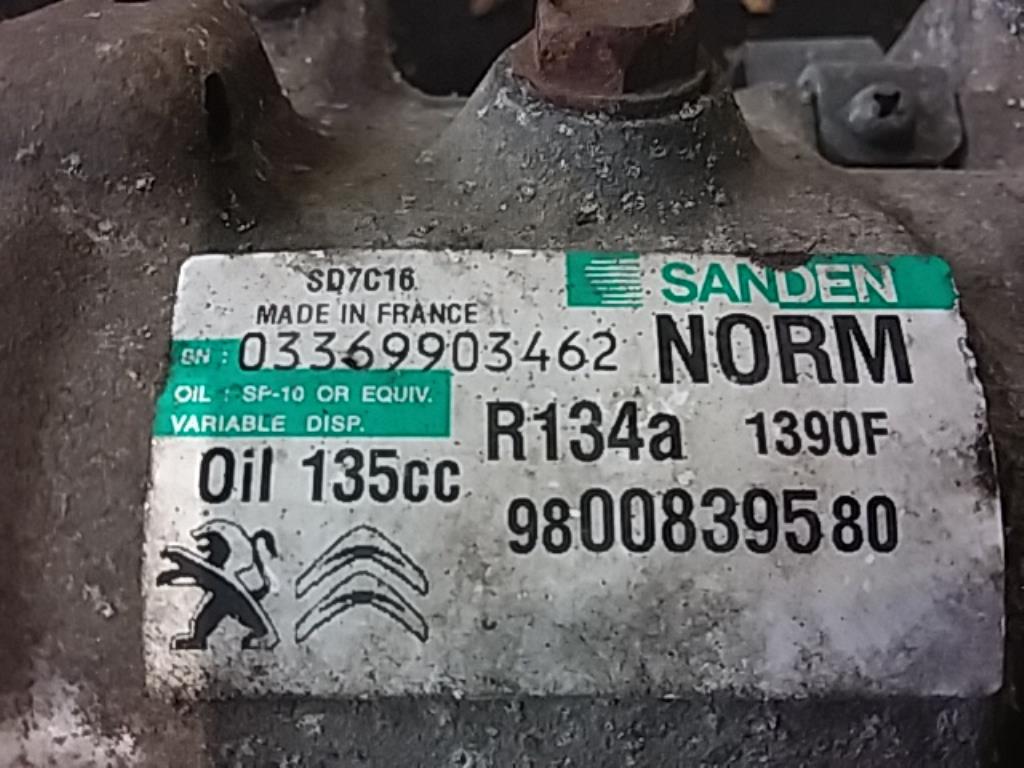 SD7C16
SANDEN
MADE IN FRANCE
SN : 03369903462
NORM
OIL : SP-10 OR EQUIV.
VARIABLE DISP.
R134a 1390F
Oil 135cc
9800839580